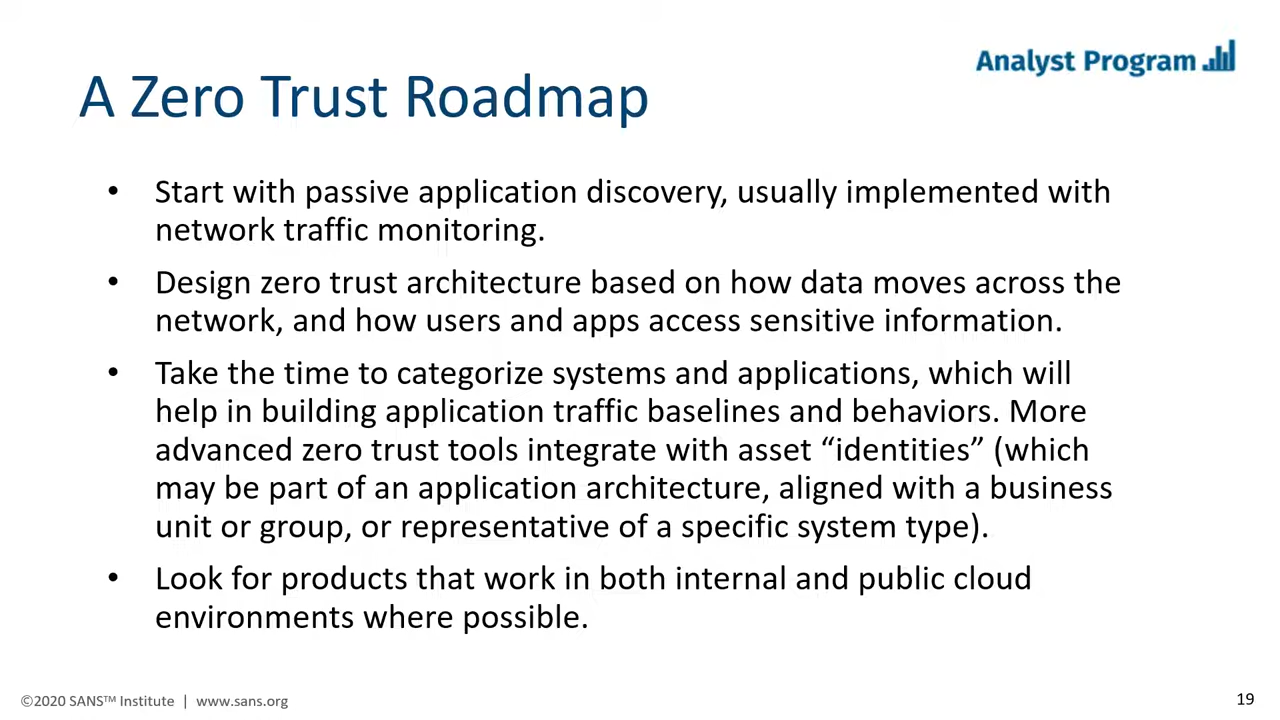 Analyst Program
A Zero Trust Roadmap
• Start with passive application discovery, usually implemented with
network traffic monitoring.
• Design zero trust architecture based on how data moves across the
network, and how users and apps access sensitive information.
• Take the time to categorize systems and applications, which will
help in building application traffic baselines and behaviors. More
advanced zero trust tools integrate with asset “identities” (which
may be part of an application architecture, aligned with a business
unit or group, or representative of a specific system type).
• Look for products that work in both internal and public cloud
environments where possible.
©2020 SANS™ Institute | www.sans.org
19